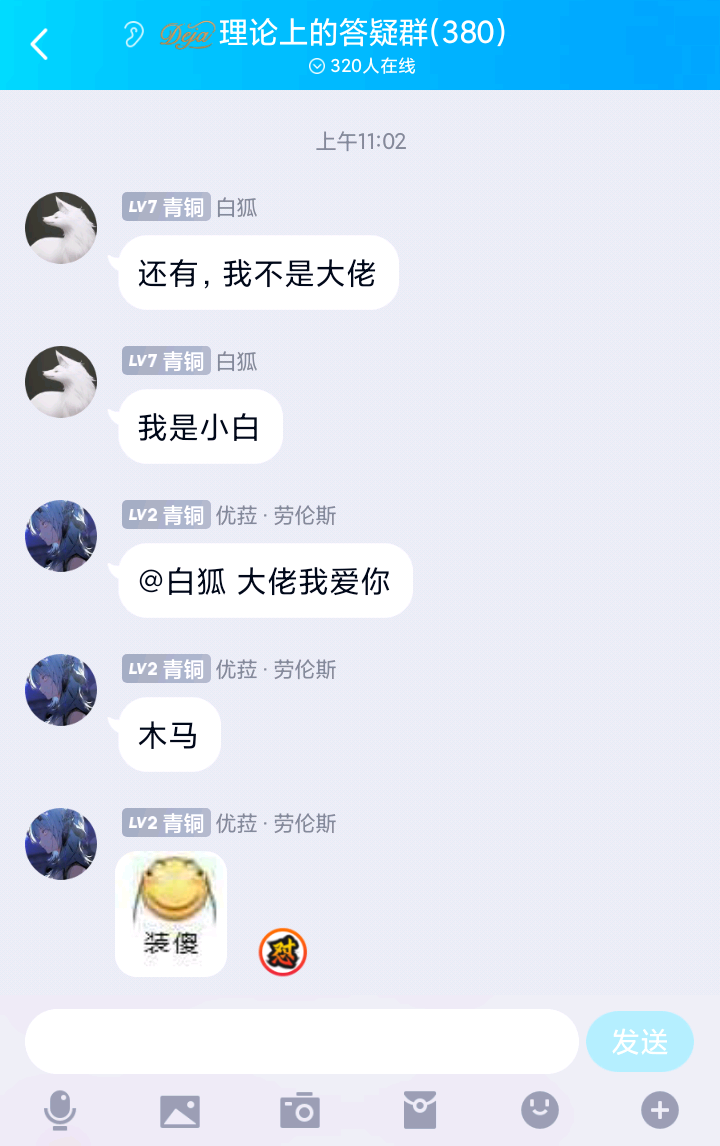 Deja理论上的答疑群(380)
320人在线
上午11:02
LV7 青铜 白狐
还有，我不是大佬
LV7 青铜 白狐
我是小白
LV2 青铜 优菈 · 劳伦斯
@白狐 大佬我爱你
LV2 青铜 优菈 · 劳伦斯
木马
LV2 青铜 优菈 · 劳伦斯
装傻
怼
发送